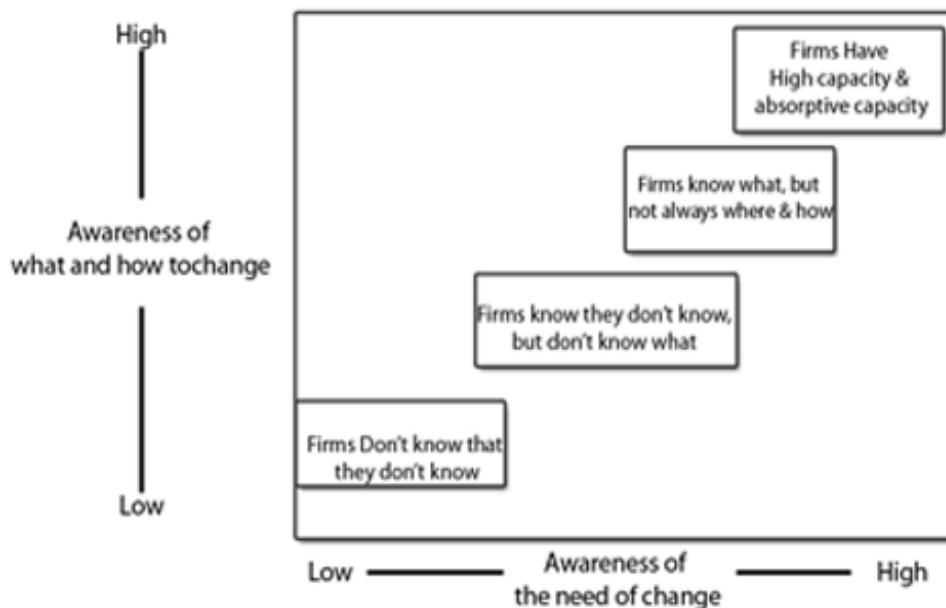 High
Awareness of
what and how tochange
Low
Firms Have
High capacity &
absorptive capacity
Firms know what, but
not always where & how
Firms know they don't know,
but don't know what
Firms Don't know that
they don't know
Low
Awareness of
the need of change
High